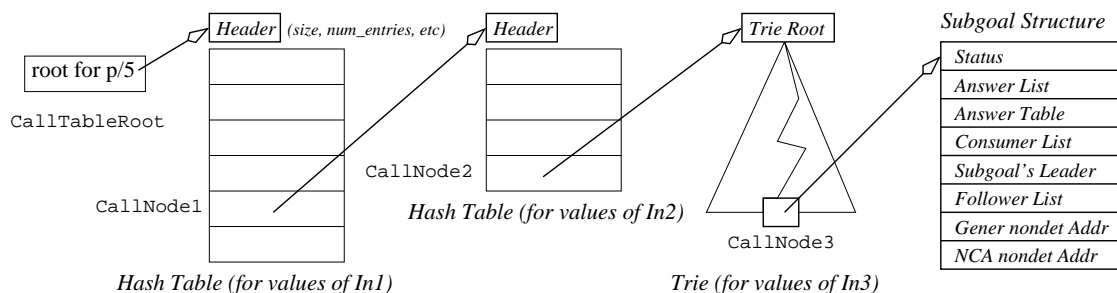 Header (size, num_entries, etc)
Header
Trie Root
Subgoal Structure
root for p/5
CallTableRoot
CallNode1
Hash Table (for values of In1)
CallNode2
Hash Table (for values of In2)
CallNode3
Trie (for values of In3)
Status
Answer List
Answer Table
Consumer List
Subgoal's Leader
Follower List
Gener nondet Addr
NCA nondet Addr